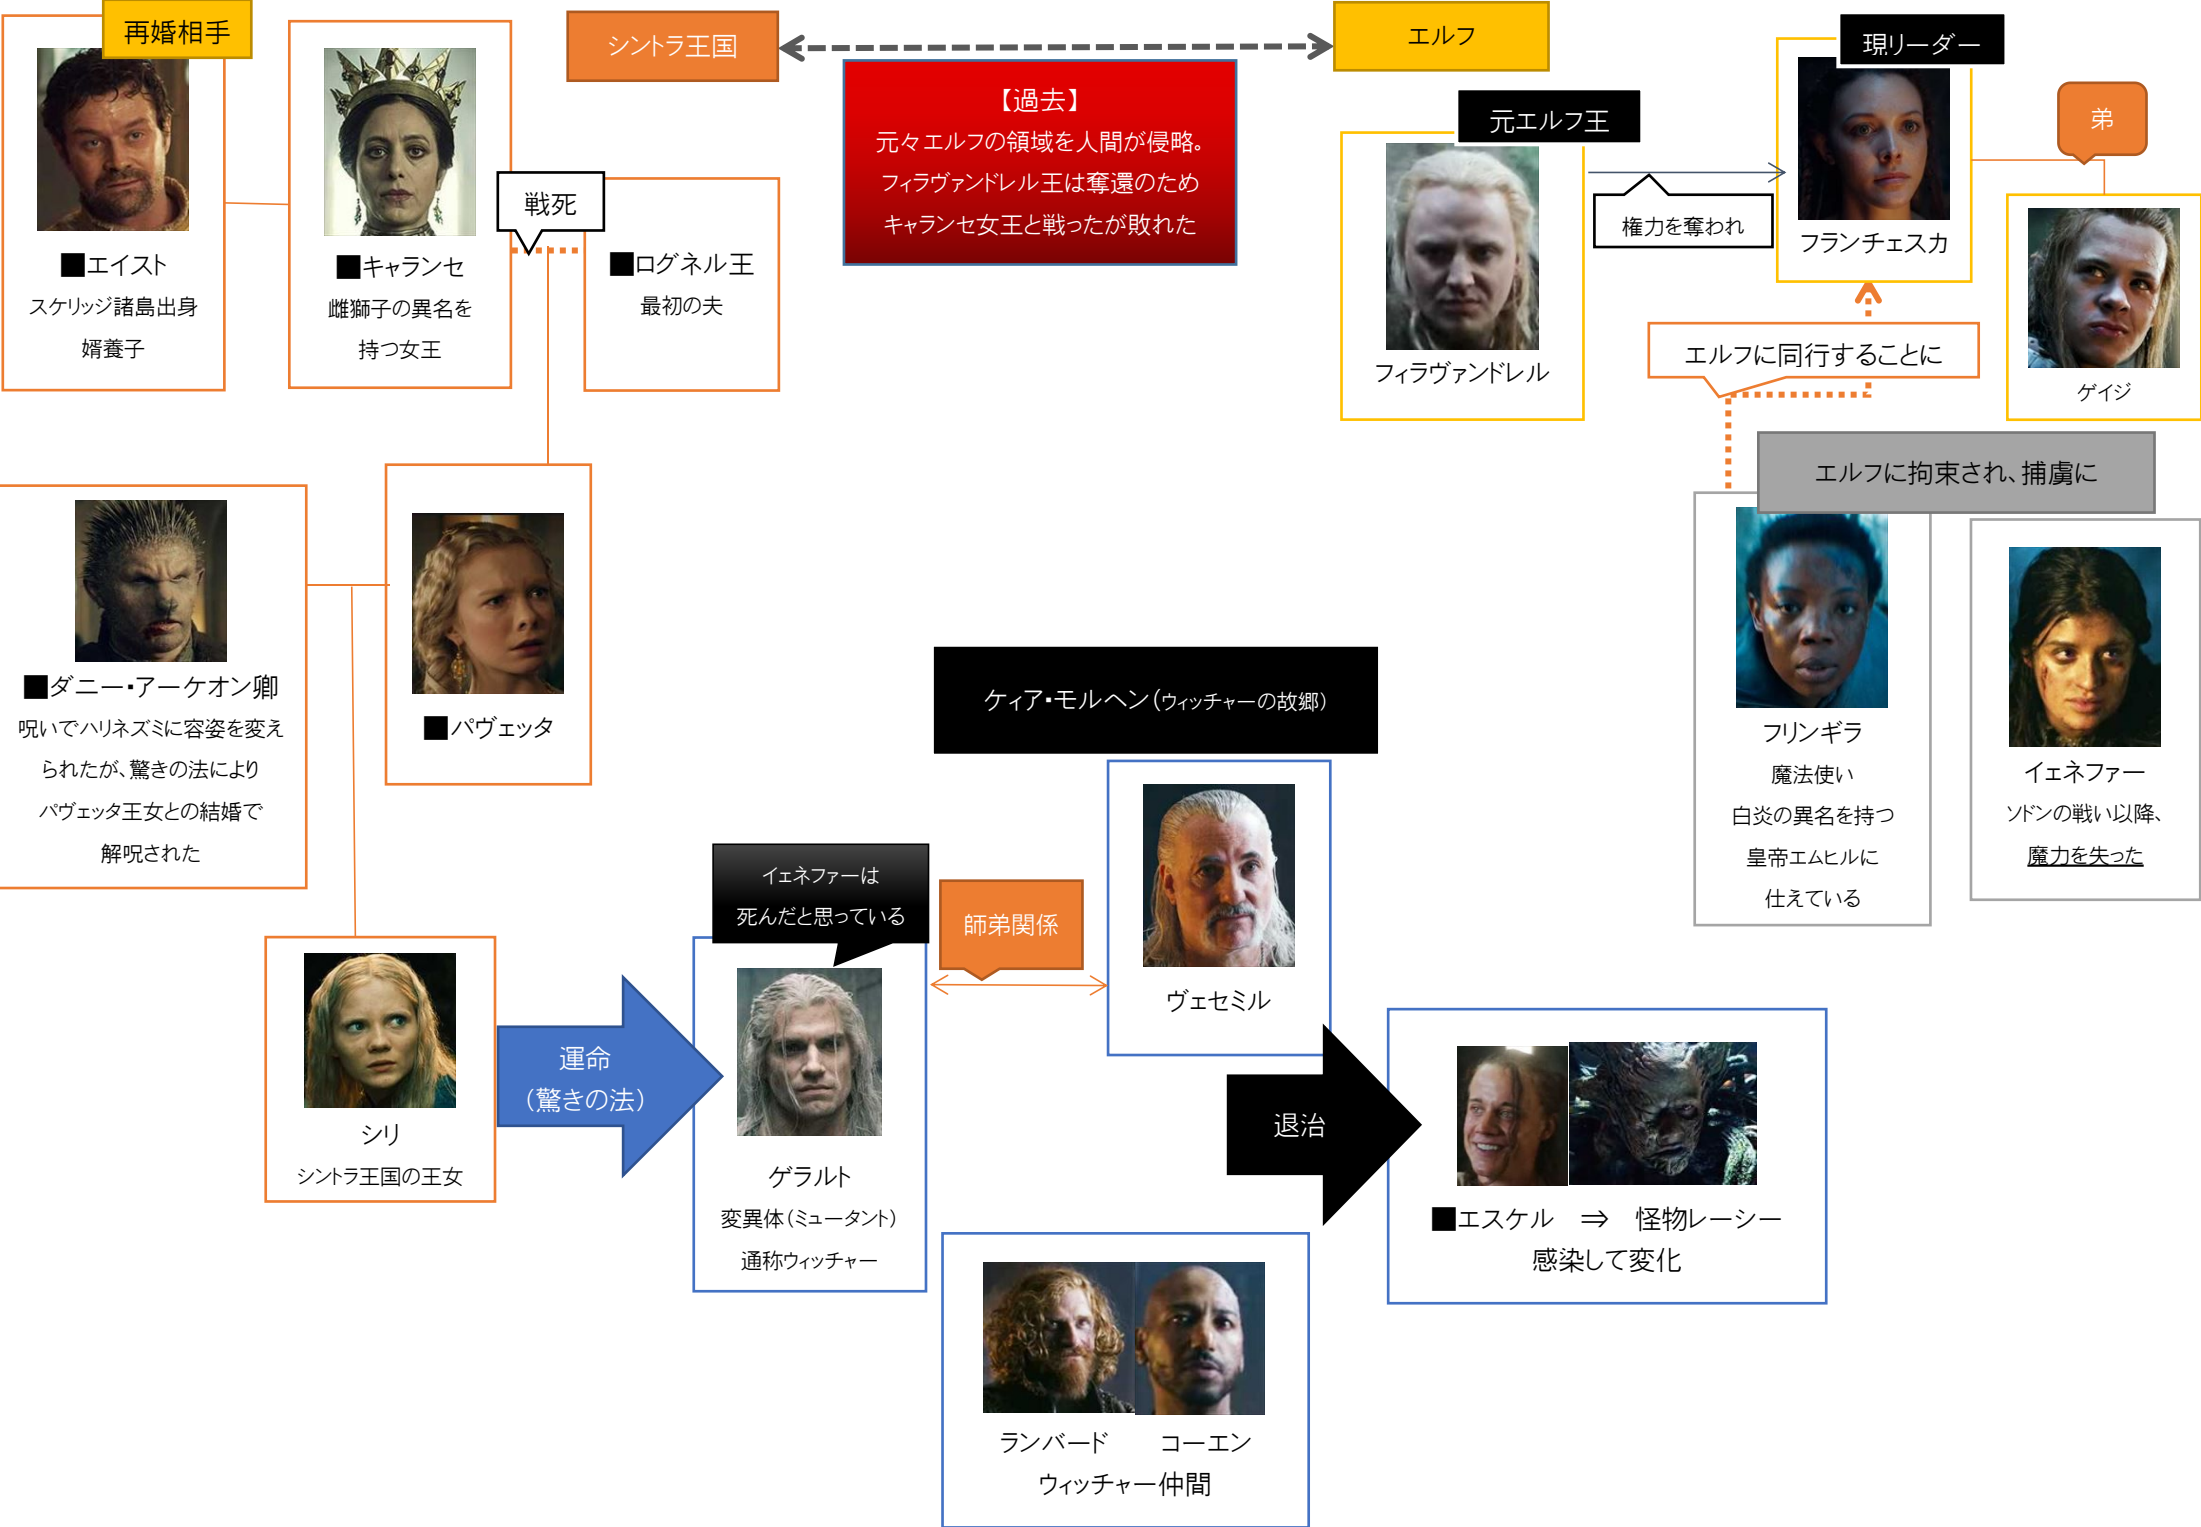 再婚相手
■エイスト
スケリッジ諸島出身
婿養子
■キャランセ
雌獅子の異名を
持つ女王
戦死
■ログネル王
最初の夫
シントラ王国
エルフ
【過去】
元々エルフの領域を人間が侵略。
フィラヴァンドレル王は奪還のため
キャランセ女王と戦ったが敗れた
元エルフ王
フィラヴァンドレル
権力を奪われ
現リーダー
フランチェスカ
弟
ゲイジ
エルフに同行することに
エルフに拘束され、捕虜に
フリンギラ
魔法使い
白炎の異名を持つ
皇帝エムヒルに
仕えている
イェネファー
ソドンの戦い以降、
魔力を失った
■ダニー・アーケオン卿
呪いでハリネズミに容姿を変え
られたが、驚きの法により
パヴェッタ王女との結婚で
解呪された
■パヴェッタ
ケィア・モルヘン（ウィッチャーの故郷）
シリ
シントラ王国の王女
運命
（驚きの法）
イェネファーは
死んだと思っている
ゲラルト
変異体（ミュータント）
通称ウィッチャー
師弟関係
ヴェセミル
退治
■エスケル ⇒ 怪物レーシー
感染して変化
ランバード コーエン
ウィッチャー仲間